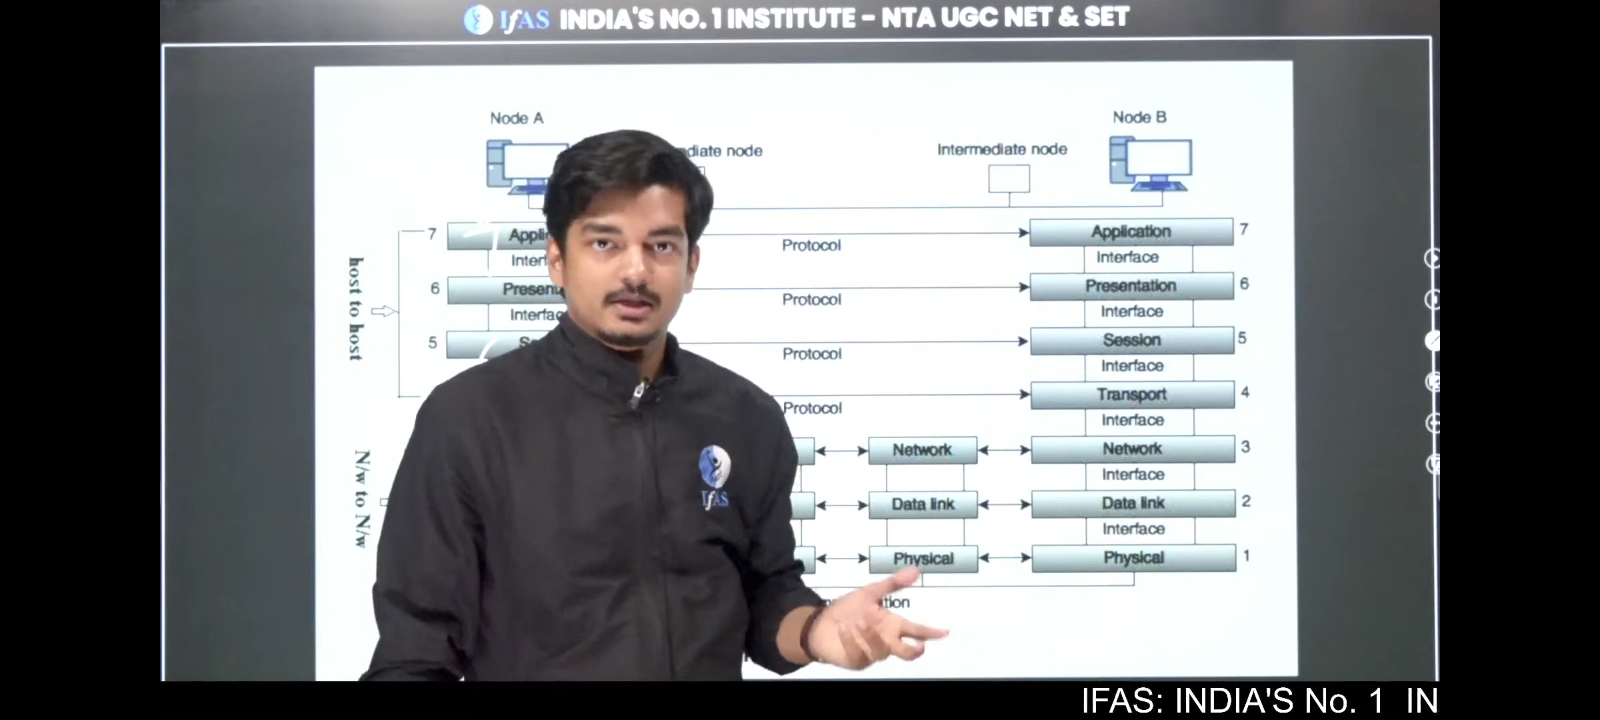 IfAS INDIA'S NO. 1 INSTITUTE – NTA UGC NET & SET
Node A
Node B
node
Intermediate node
7
Protocol
Application 7
Interface
6
Protocol
Presentation 6
Interface
5
Protocol
Session 5
Interface
Protocol
Transport 4
Interface
Network
Network 3
Interface
Data link
Data link 2
Interface
Physical
Physical 1
host to host
N/w to N/w
IfAS
IFAS: INDIA'S No. 1 IN